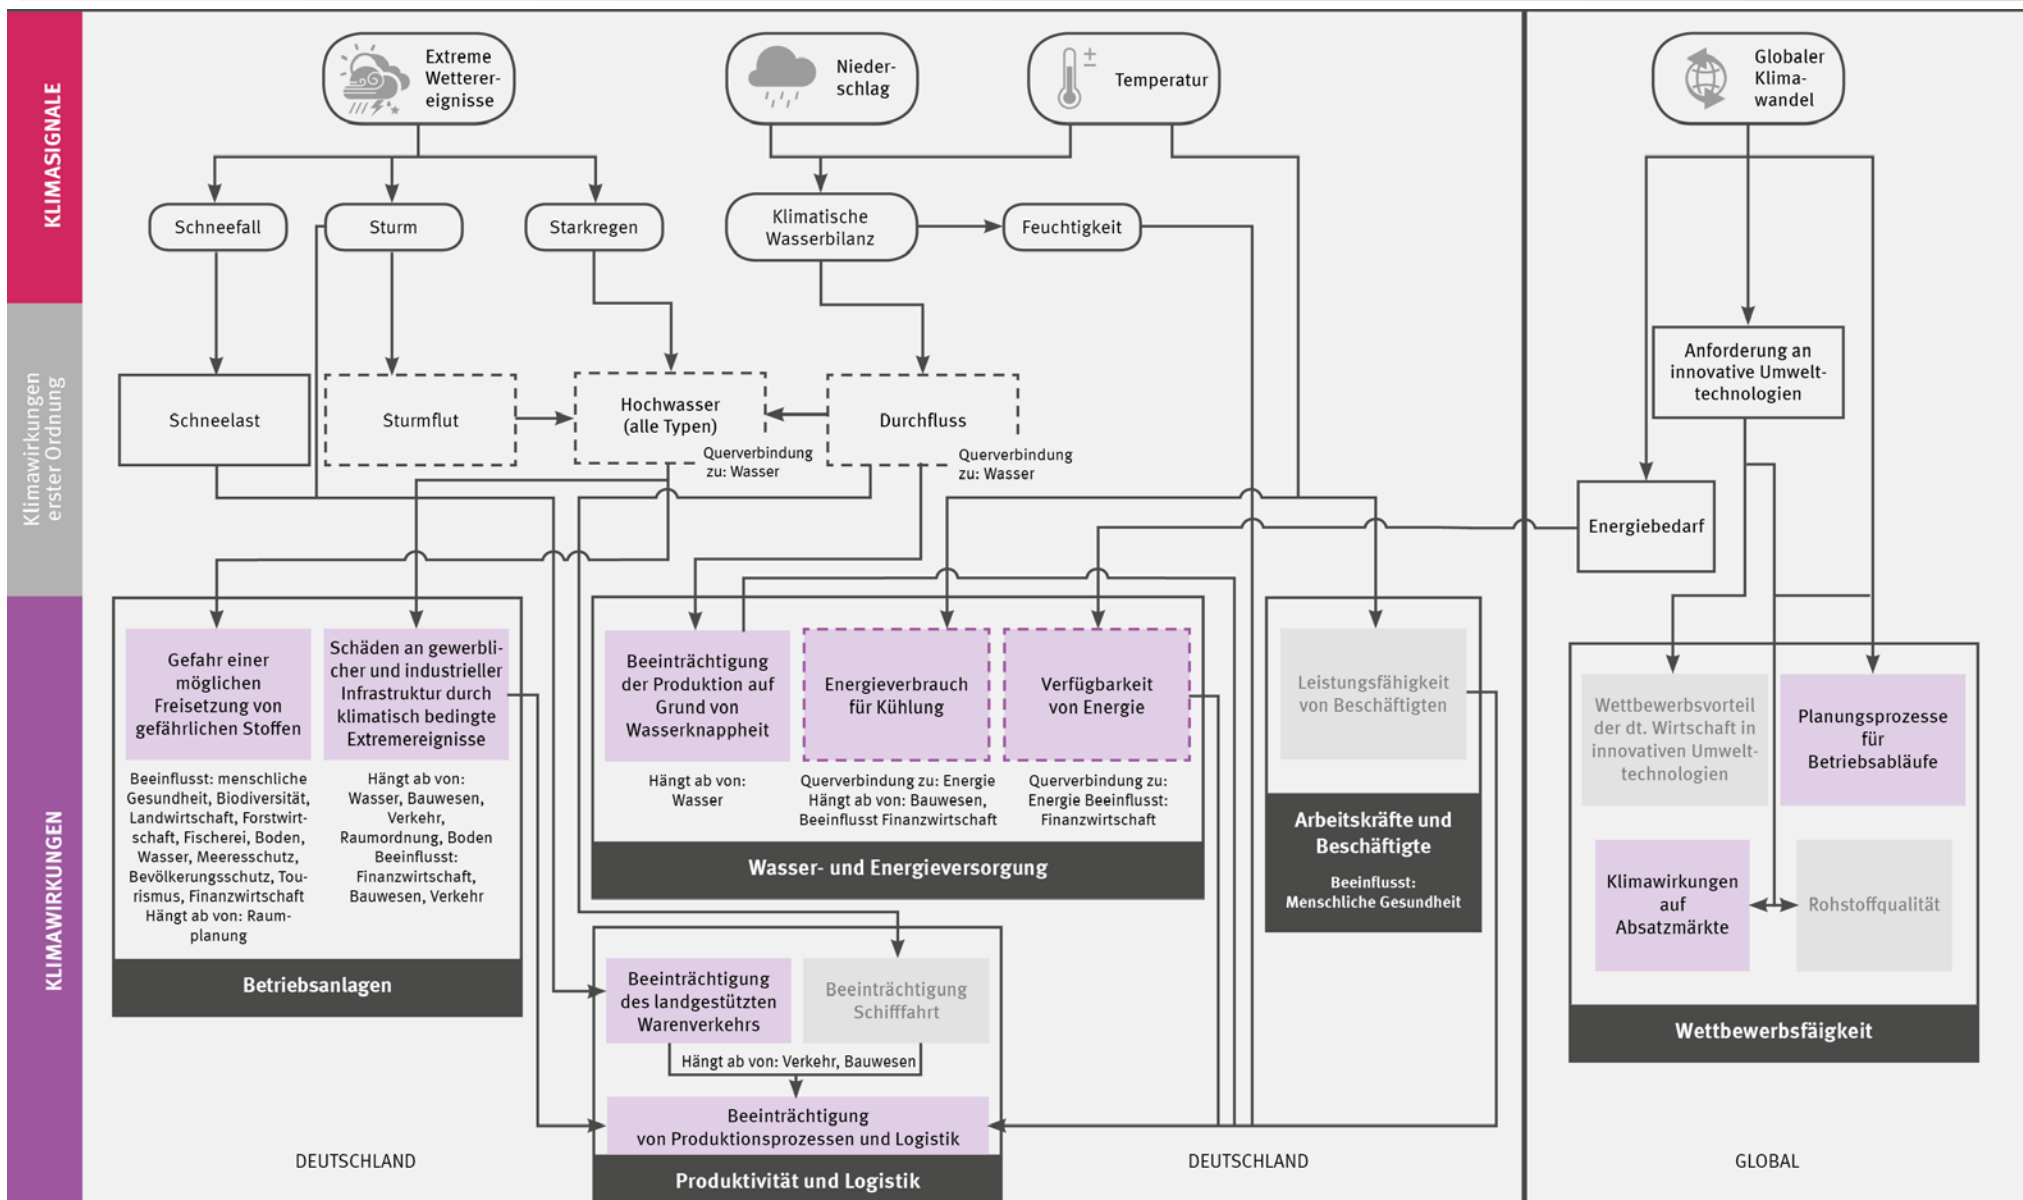 KLIMASIGNALE
Extreme
Wetterer-
eignisse
Nieder-
schlag
Temperatur
Globaler
Klima-
wandel
Schneefall
Sturm
Starkregen
Klimatische
Wasserbilanz
Feuchtigkeit
Klimawirkungen
erster Ordnung
Anforderung an
innovative Umwelt-
technologien
Schneelast
Sturmflut
Hochwasser
(alle Typen)
Querverbindung
zu: Wasser
Durchfluss
Querverbindung
zu: Wasser
Energiebedarf
KLIMAWIRKUNGEN
Gefahr einer
möglichen
Freisetzung von
gefährlichen Stoffen
Beeinflusst: menschliche
Gesundheit, Biodiversität,
Landwirtschaft, Forstwirt-
schaft, Fischerei, Boden,
Wasser, Meeresschutz,
Bevölkerungsschutz, Tou-
rismus, Finanzwirtschaft
Hängt ab von: Raum-
planung
Schäden an gewerbli-
cher und industrieller
Infrastruktur durch
klimatisch bedingte
Extremereignisse
Hängt ab von:
Wasser, Bauwesen,
Verkehr,
Raumordnung, Boden
Beeinflusst:
Finanzwirtschaft,
Bauwesen, Verkehr
Betriebsanlagen
Beeinträchtigung
der Produktion auf
Grund von
Wasserknappheit
Hängt ab von:
Wasser
Energieverbrauch
für Kühlung
Querverbindung zu: Energie
Hängt ab von: Bauwesen,
Beeinflusst Finanzwirtschaft
Verfügbarkeit
von Energie
Querverbindung zu:
Energie Beeinflusst:
Finanzwirtschaft
Wasser- und Energieversorgung
Leistungsfähigkeit
von Beschäftigten
Arbeitskräfte und
Beschäftigte
Beeinflusst:
Menschliche Gesundheit
Wettbewerbsvorteil
der dt. Wirtschaft in
innovativen Umwelt-
technologien
Planungsprozesse
für
Betriebsabläufe
Klimawirkungen
auf
Absatzmärkte
Rohstoffqualität
Wettbewerbsfäigkeit
Beeinträchtigung
des landgestützten
Warenverkehrs
Beeinträchtigung
Schifffahrt
Hängt ab von: Verkehr, Bauwesen
Beeinträchtigung
von Produktionsprozessen und Logistik
Produktivität und Logistik
DEUTSCHLAND
DEUTSCHLAND
GLOBAL